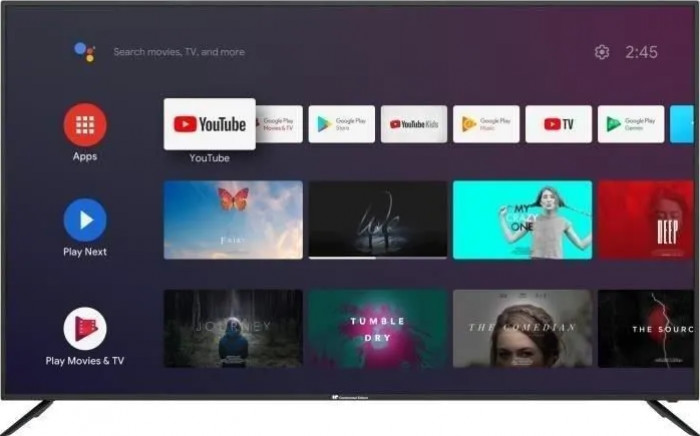 Search movies, TV, and more
2:45
Apps
YouTube
Google Play
Movies & TV
Google Play
Store
YouTube Kids
Google Play
Music
TV
Google Play
Games
YouTube
Play Next
MY
CRAZY
ONE
DEEP
Play Movies & TV
JOURNEY
TUMBLE
DRY
THE COMEDIAN
THE SOURC
Continental Edison